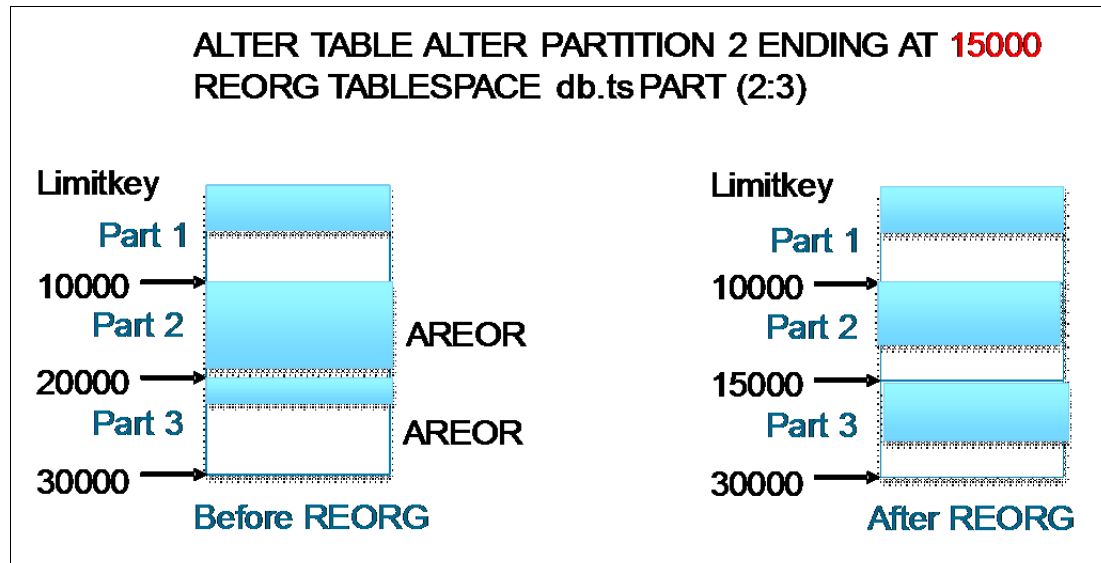 ALTER TABLE ALTER PARTITION 2 ENDING AT 15000
REORG TABLESPACE db.ts PART (2:3)
Limitkey
Part 1
10000
Part 2
AREOR
20000
Part 3
AREOR
30000
Before REORG
Limitkey
Part 1
10000
Part 2
15000
Part 3
30000
After REORG